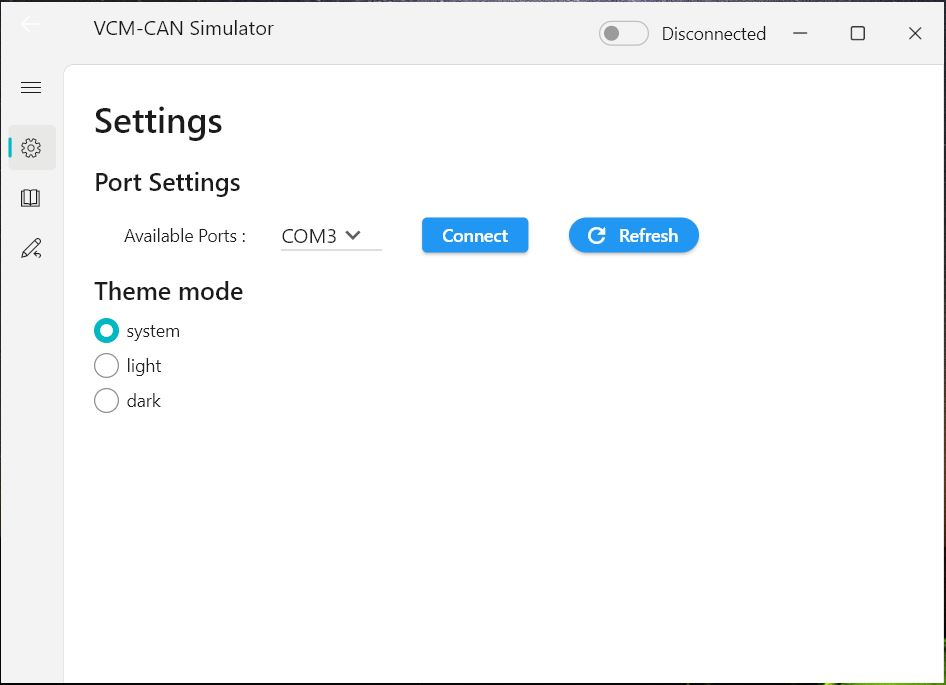 VCM-CAN Simulator
Disconnected
Settings
Port Settings
Available Ports : COM3 Connect Refresh
Theme mode
system
light
dark